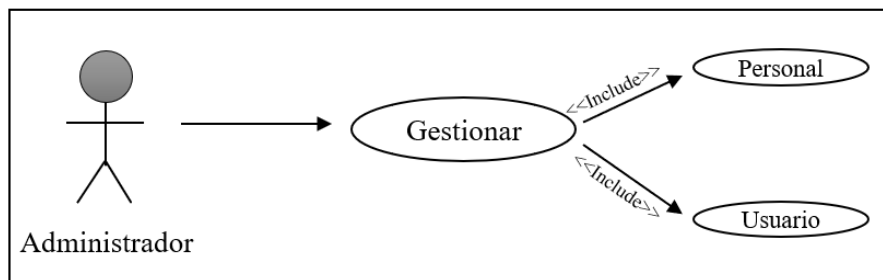 Personal
<<Include>>
Gestionar
<<Include>>
Usuario
Administrador